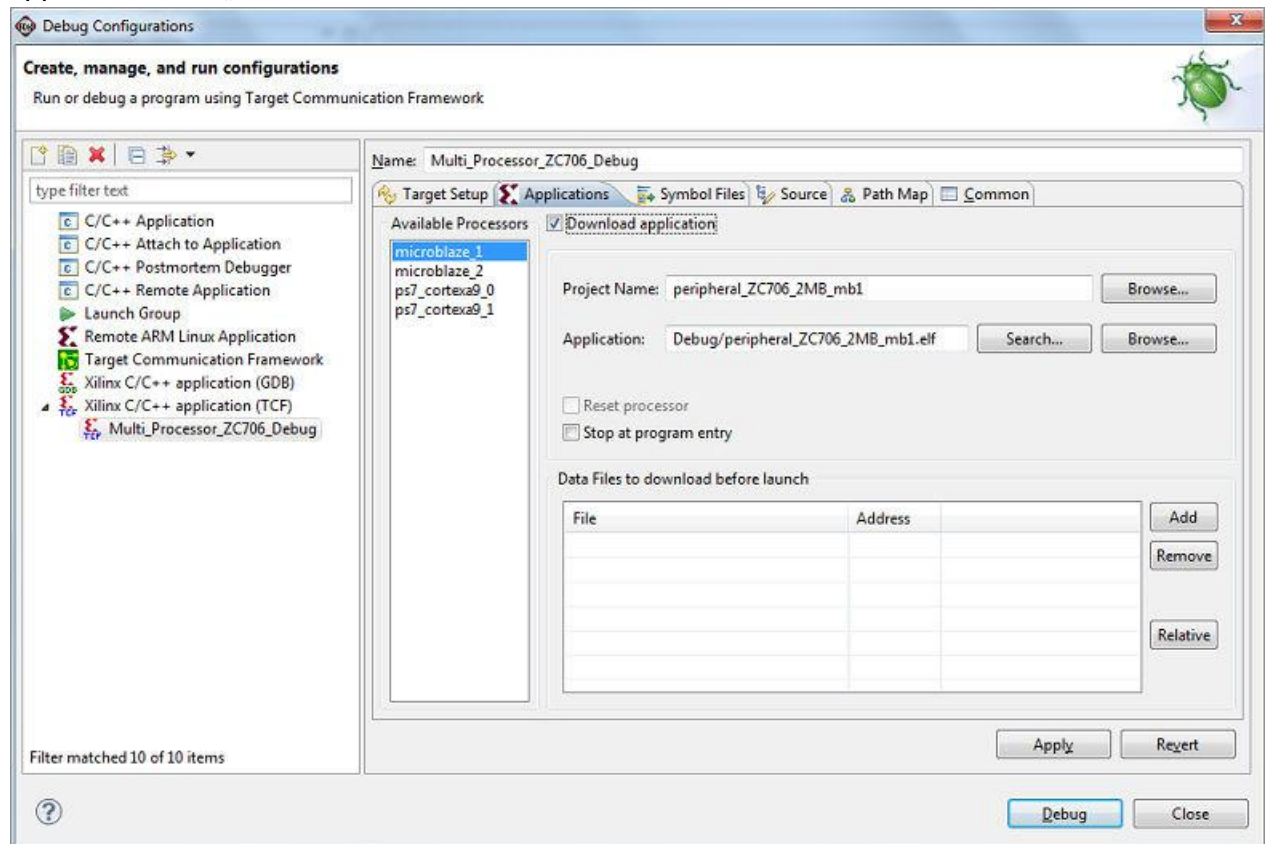 Debug Configurations
Create, manage, and run configurations
Run or debug a program using Target Communication Framework
type filter text
C/C++ Application
C/C++ Attach to Application
C/C++ Postmortem Debugger
C/C++ Remote Application
Launch Group
Remote ARM Linux Application
Target Communication Framework
Xilinx C/C++ application (GDB)
Xilinx C/C++ application (TCF)
Multi_Processor_ZC706_Debug
Filter matched 10 of 10 items
Name: Multi_Processor_ZC706_Debug
Target Setup Applications Symbol Files Source Path Map Common
Available Processors
microblaze_1
microblaze_2
ps7_cortexa9_0
ps7_cortexa9_1
Download application
Project Name: peripheral_ZC706_2MB_mb1 Browse...
Application: Debug/peripheral_ZC706_2MB_mb1.elf Search... Browse...
Reset processor
Stop at program entry
Data Files to download before launch
File Address
Add
Remove
Relative
Apply Revert
Debug Close